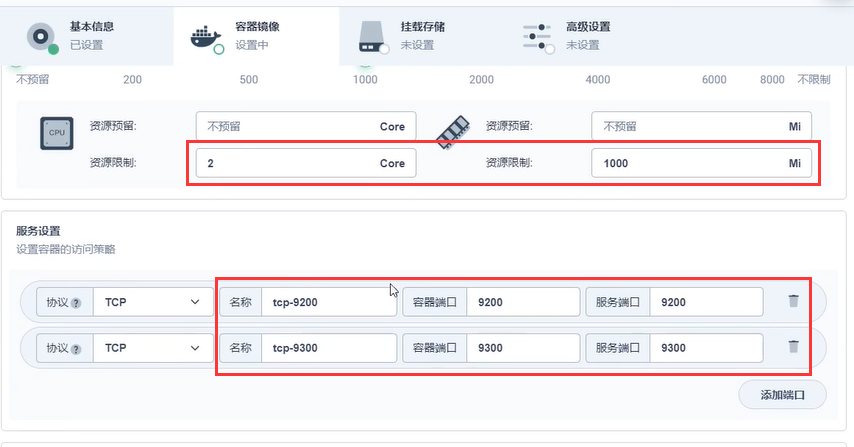 基本信息
已设置
容器镜像
设置中
挂载存储
未设置
高级设置
未设置
不预留 200 500 1000 2000 4000 6000 8000 不限制
CPU
资源预留: 不预留 Core 资源预留: 不预留 Mi
资源限制: 2 Core 资源限制: 1000 Mi
服务设置
设置容器的访问策略
协议 ? TCP 名称 tcp-9200 容器端口 9200 服务端口 9200
协议 ? TCP 名称 tcp-9300 容器端口 9300 服务端口 9300
添加端口